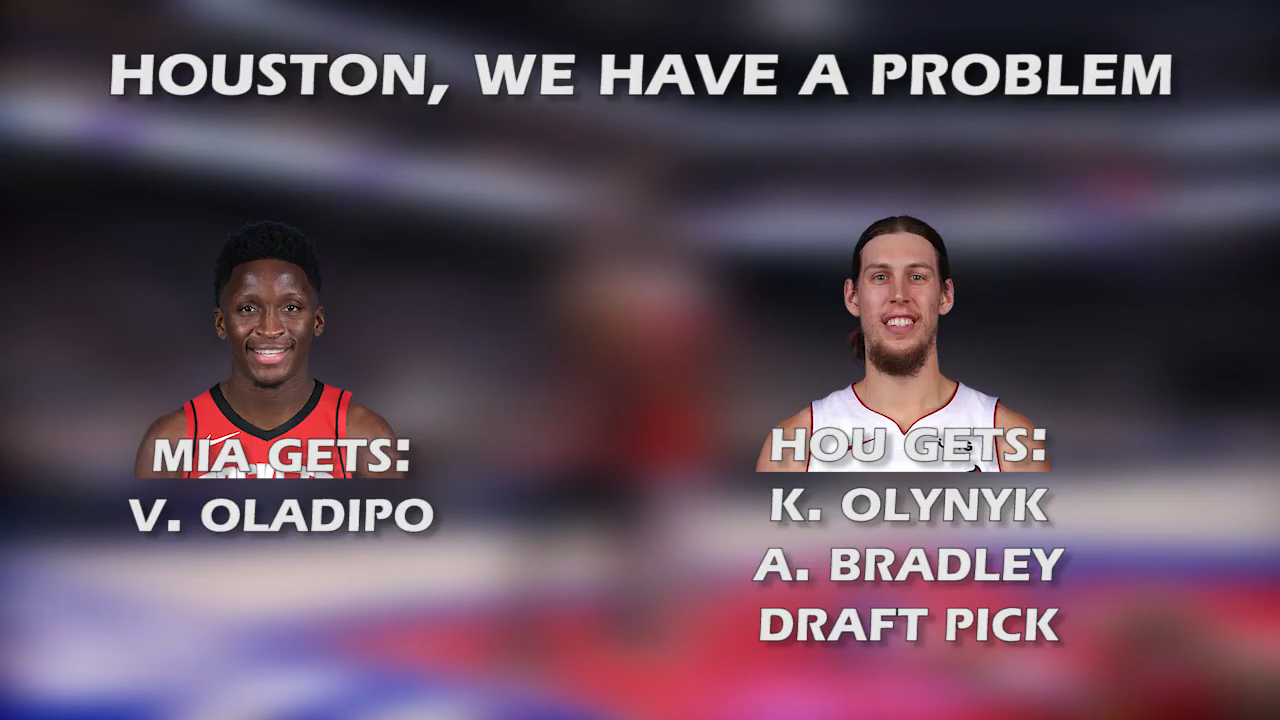 HOUSTON, WE HAVE A PROBLEM
MIA GETS:
V. OLADIPO
HOU GETS:
K. OLYNYK
A. BRADLEY
DRAFT PICK